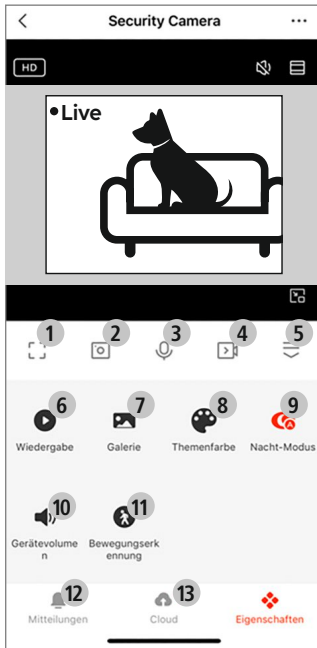 Security Camera
HD
Live
1 2 3 4 5
6 7 8 9
Wiedergabe Galerie Themenfarbe Nacht-Modus
10 11
Gerätevolume Bewegungserk
n ennung
12 13
Mitteilungen Cloud Eigenschaften